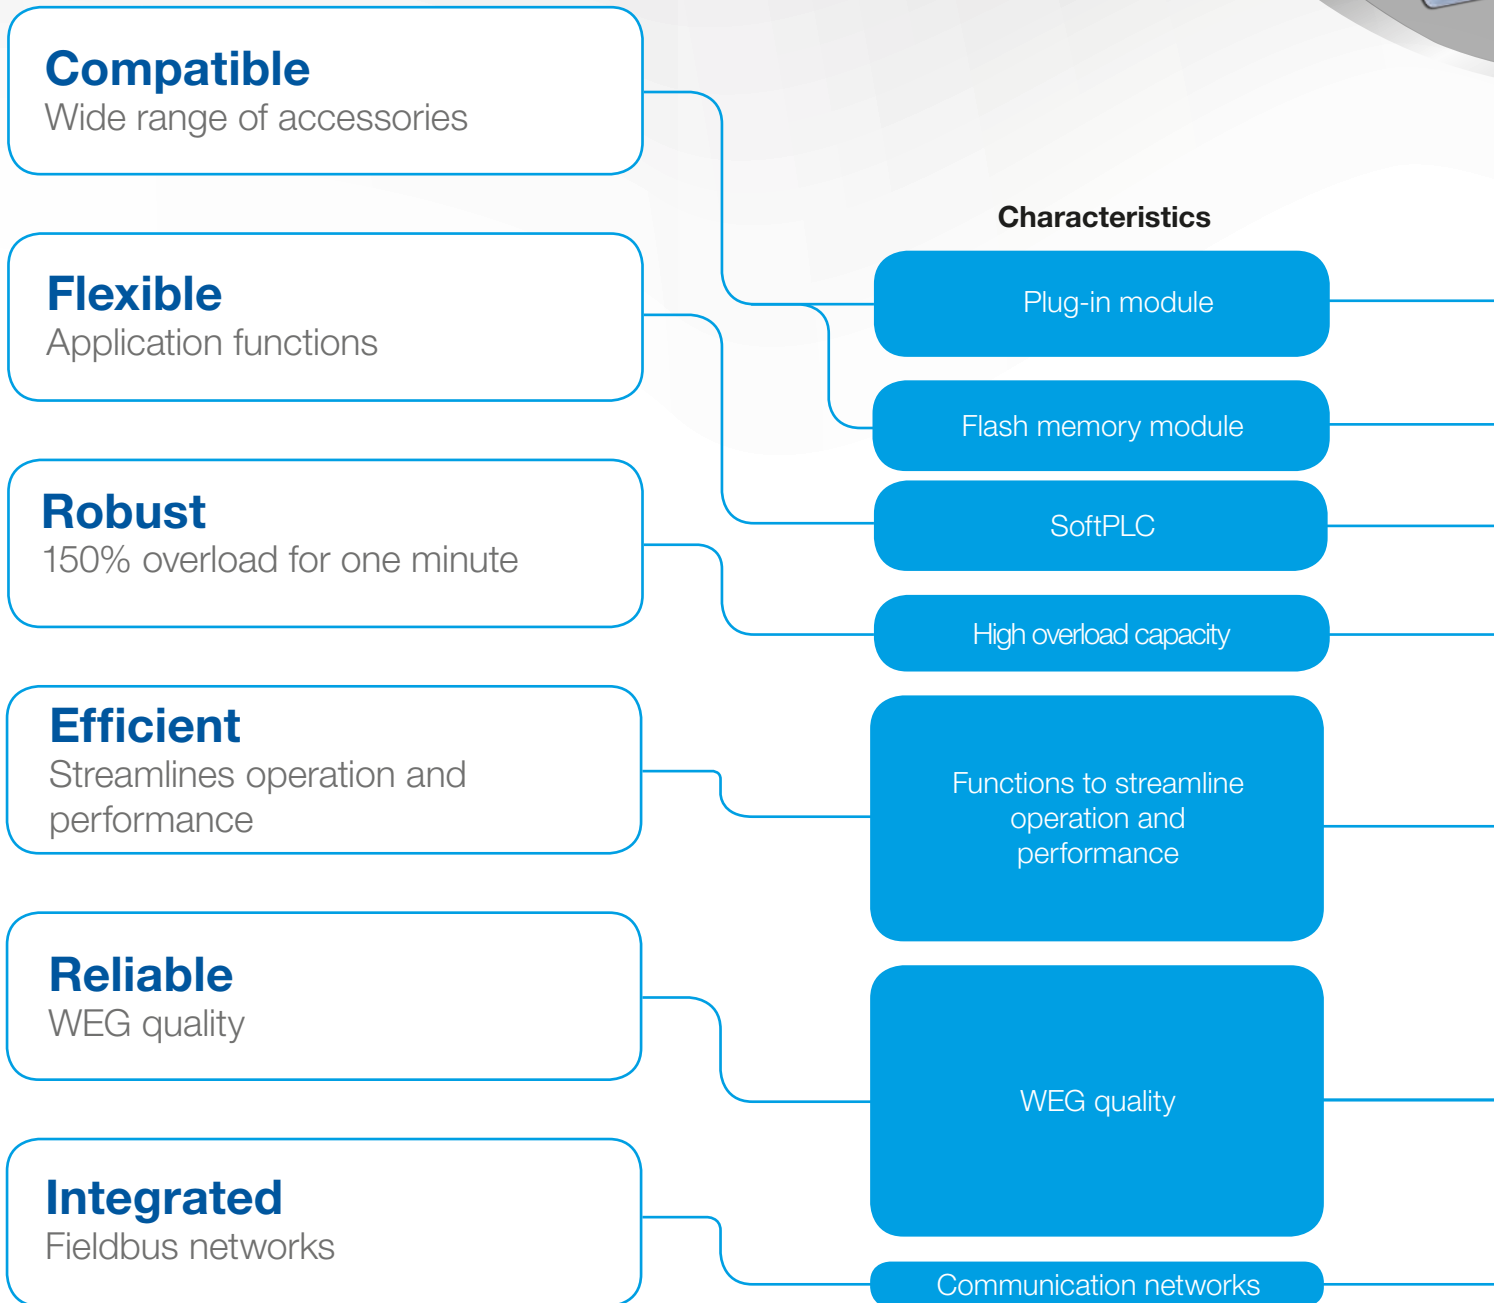 Compatible
Wide range of accessories
Flexible
Application functions
Robust
150% overload for one minute
Efficient
Streamlines operation and
performance
Reliable
WEG quality
Integrated
Fieldbus networks
Characteristics
Plug-in module
Flash memory module
SoftPLC
High overload capacity
Functions to streamline
operation and
performance
WEG quality
Communication networks